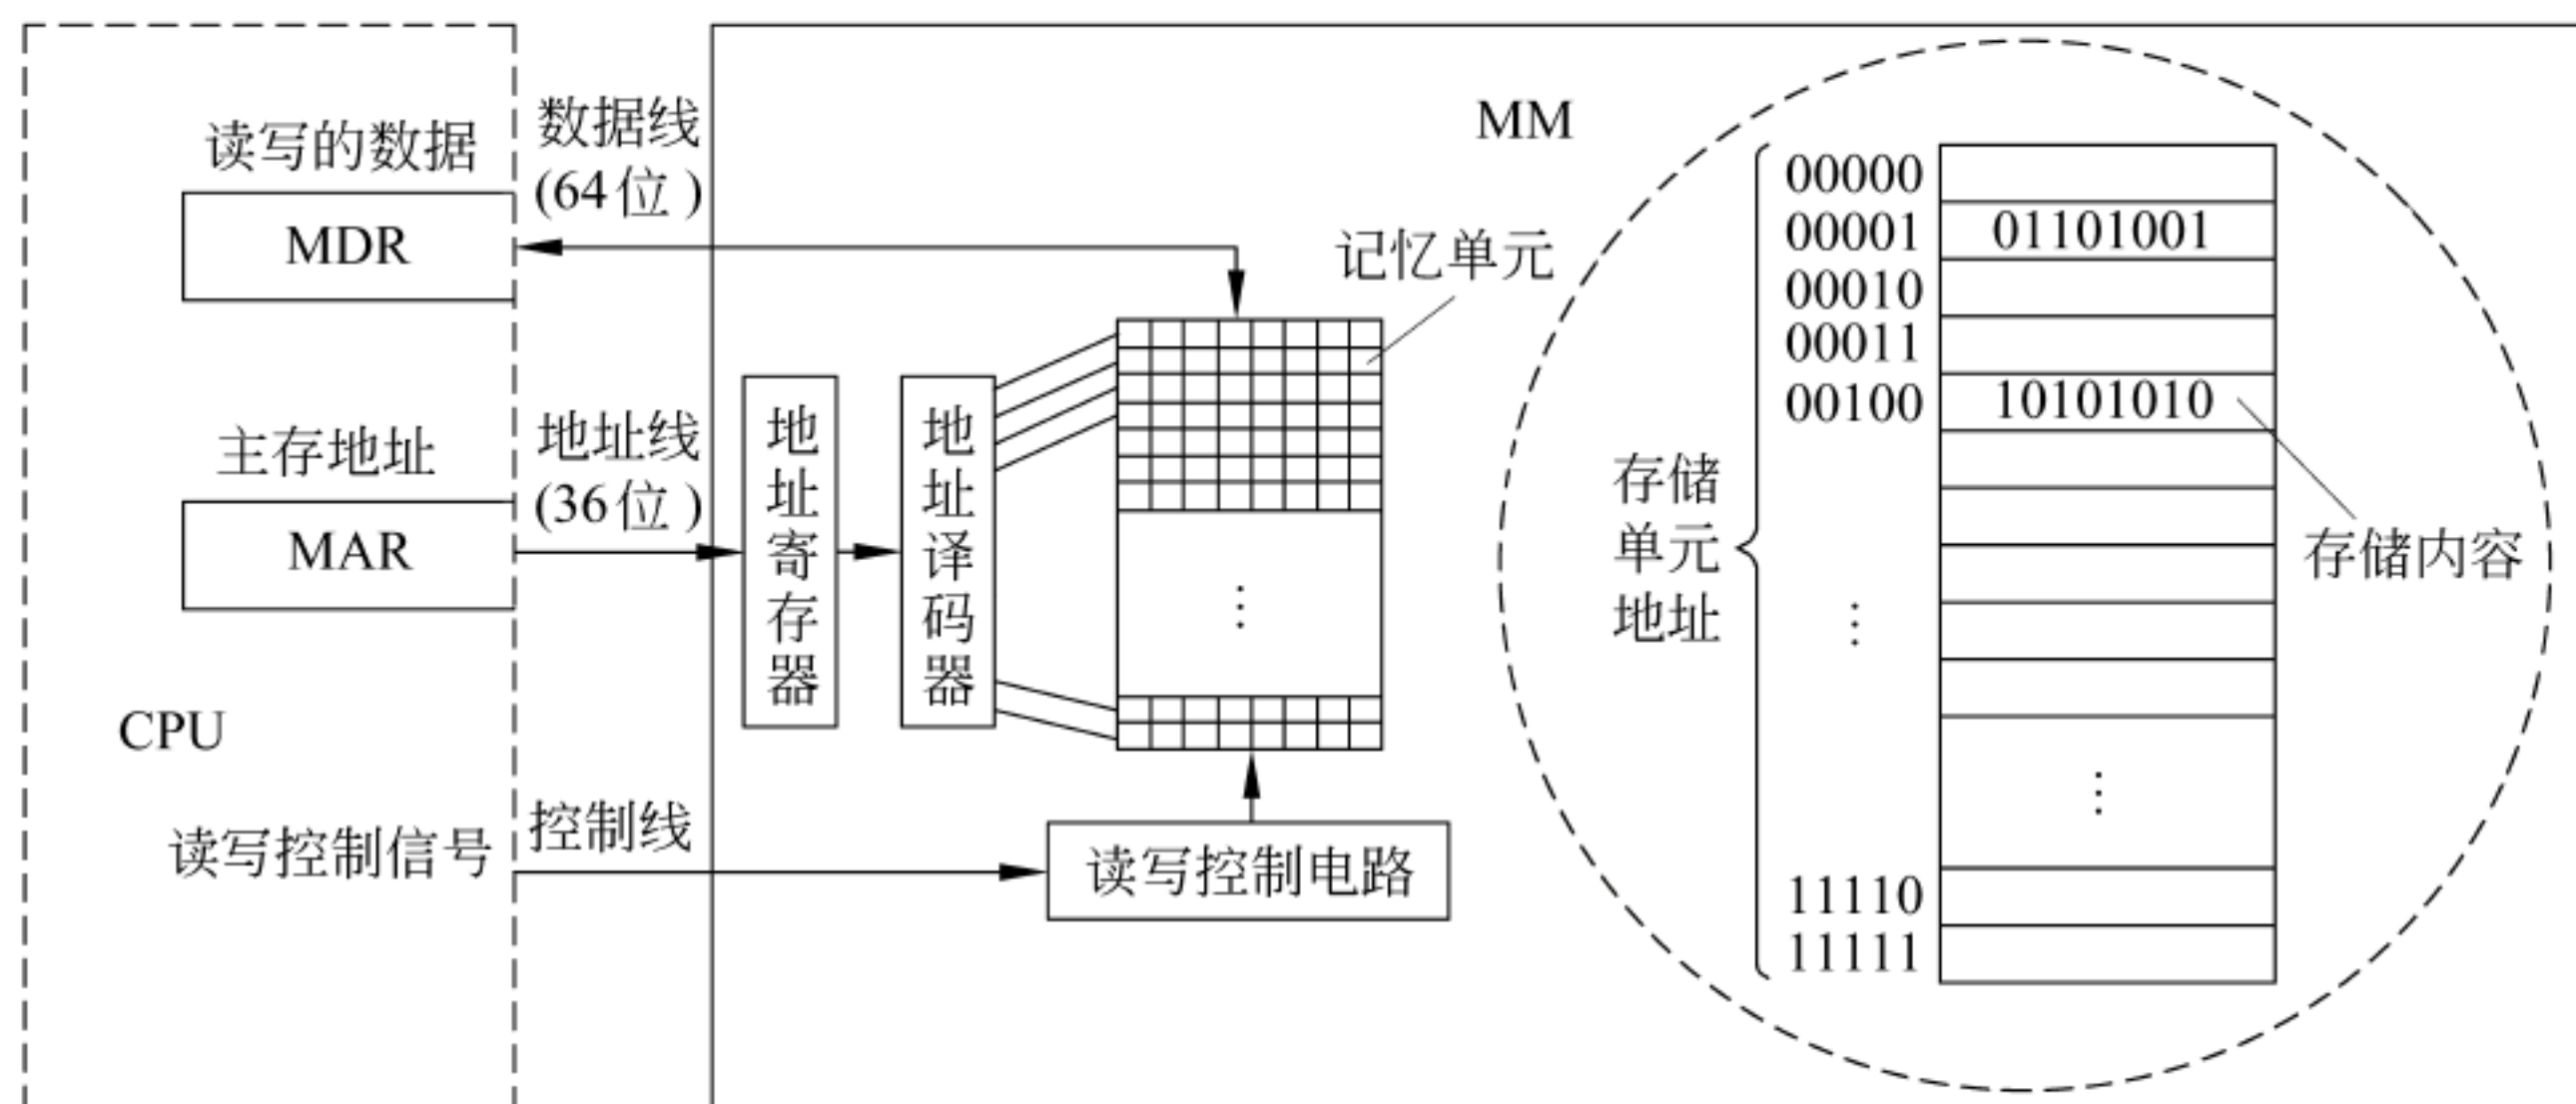 读写的数据
MDR
数据线
(64位)
主存地址
MAR
地址线
(36位)
CPU
读写控制信号
控制线
地址寄存器
地址译码器
记忆单元
⋮
读写控制电路
MM
存储
单元
地址
00000
00001 01101001
00010
00011
00100 10101010
⋮
⋮
11110
11111
存储内容